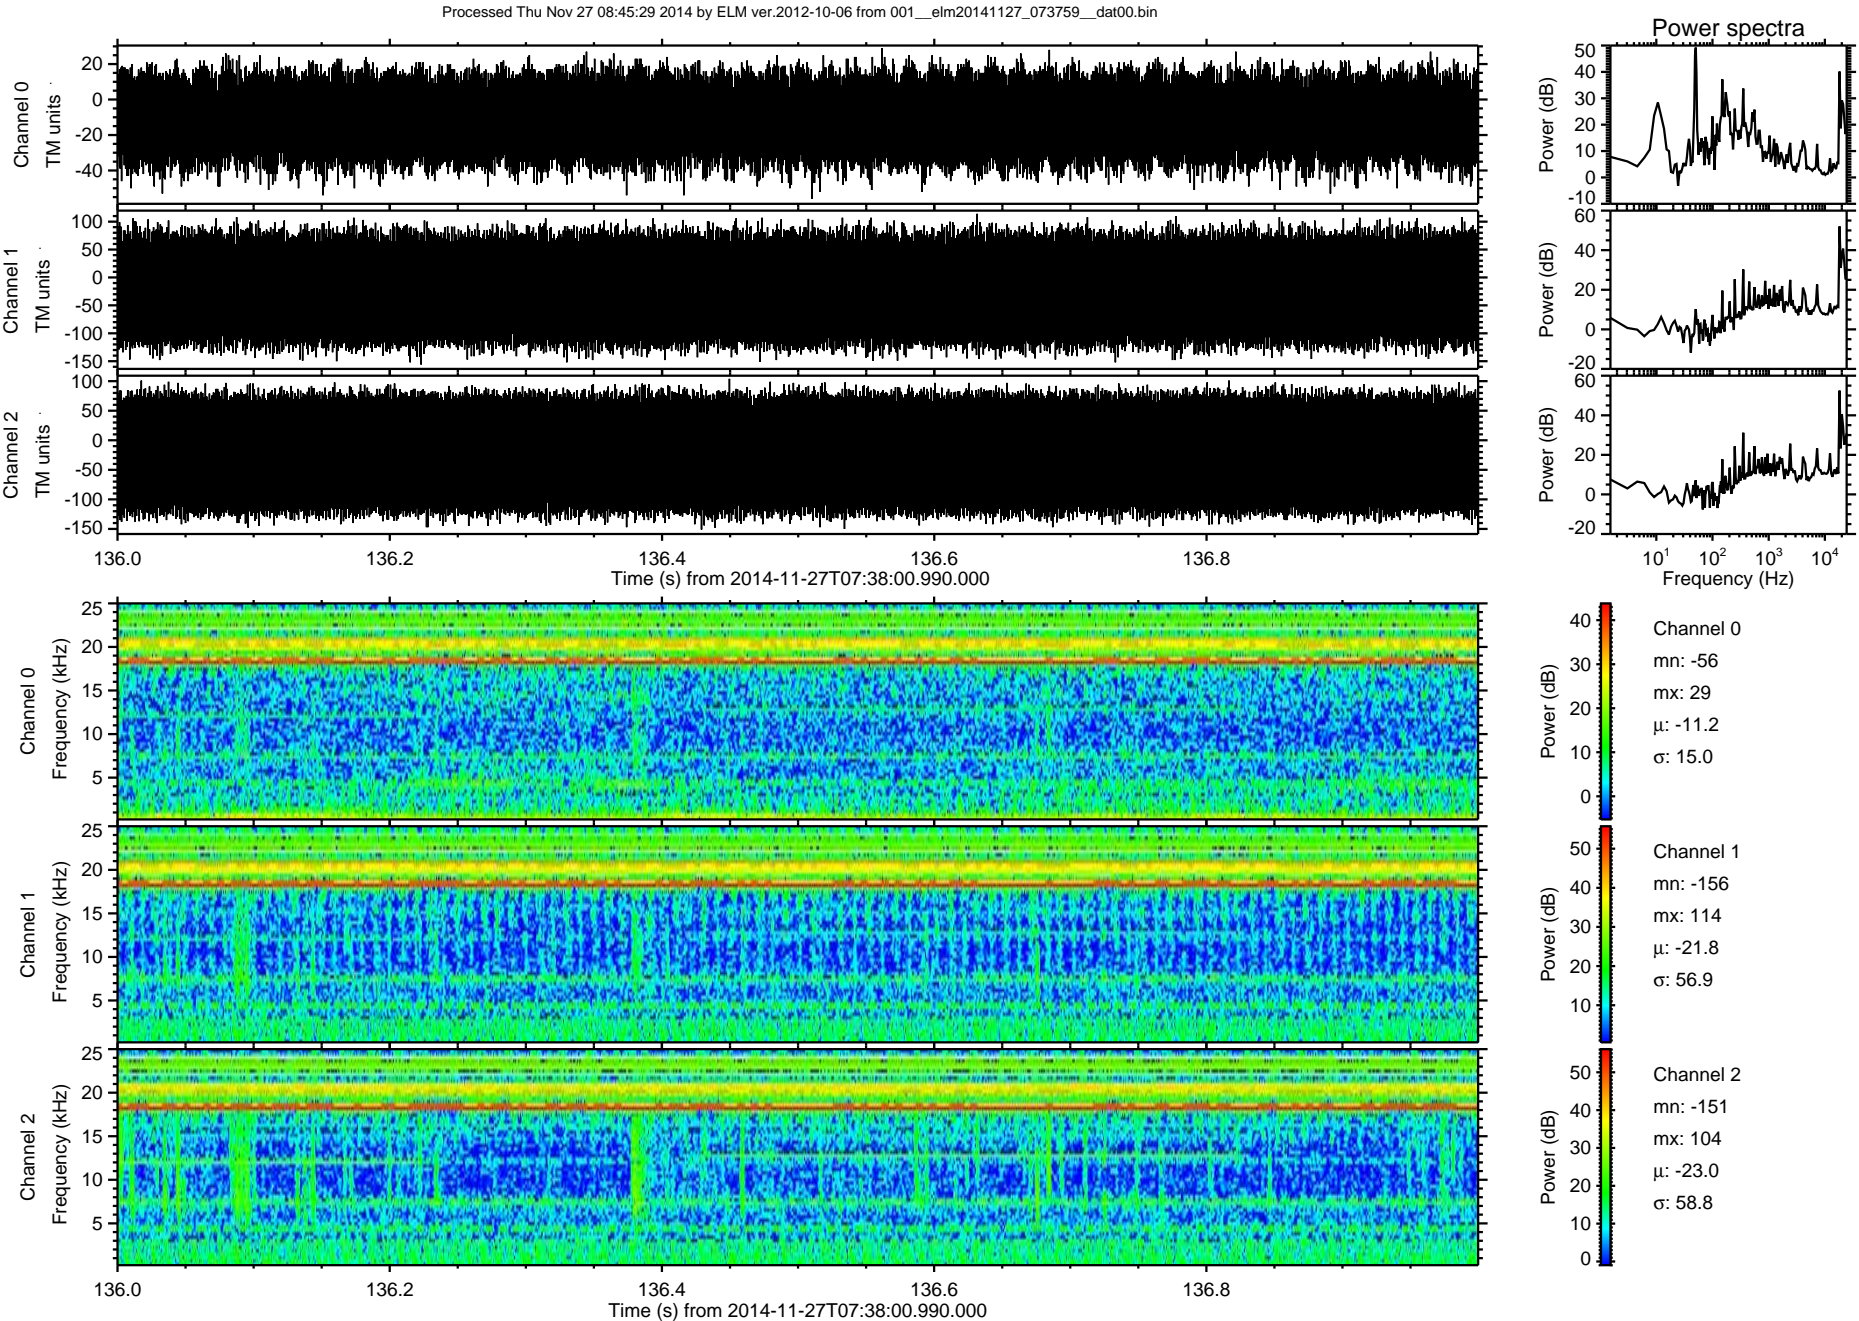 Processed Thu Nov 27 08:45:29 2014 by ELM ver.2012-10-06 from 001__elm20141127_073759__dat00.bin
Power spectra
Channel 0
TM units
20
0
-20
-40
Power (dB)
50
40
30
20
10
0
-10
Channel 1
TM units
100
50
0
-50
-100
-150
Power (dB)
60
40
20
0
-20
Channel 2
TM units
100
50
0
-50
-100
-150
Power (dB)
60
40
20
0
-20
136.0 136.2 136.4 136.6 136.8
Time (s) from 2014-11-27T07:38:00.990.000
10^1 10^2 10^3 10^4
Frequency (Hz)
Channel 0
Frequency (kHz)
25
20
15
10
5
Power (dB)
40
30
20
10
0
Channel 0
mn: -56
mx: 29
μ: -11.2
σ: 15.0
Channel 1
Frequency (kHz)
25
20
15
10
5
Power (dB)
50
40
30
20
10
Channel 1
mn: -156
mx: 114
μ: -21.8
σ: 56.9
Channel 2
Frequency (kHz)
25
20
15
10
5
Power (dB)
50
40
30
20
10
0
Channel 2
mn: -151
mx: 104
μ: -23.0
σ: 58.8
136.0 136.2 136.4 136.6 136.8
Time (s) from 2014-11-27T07:38:00.990.000